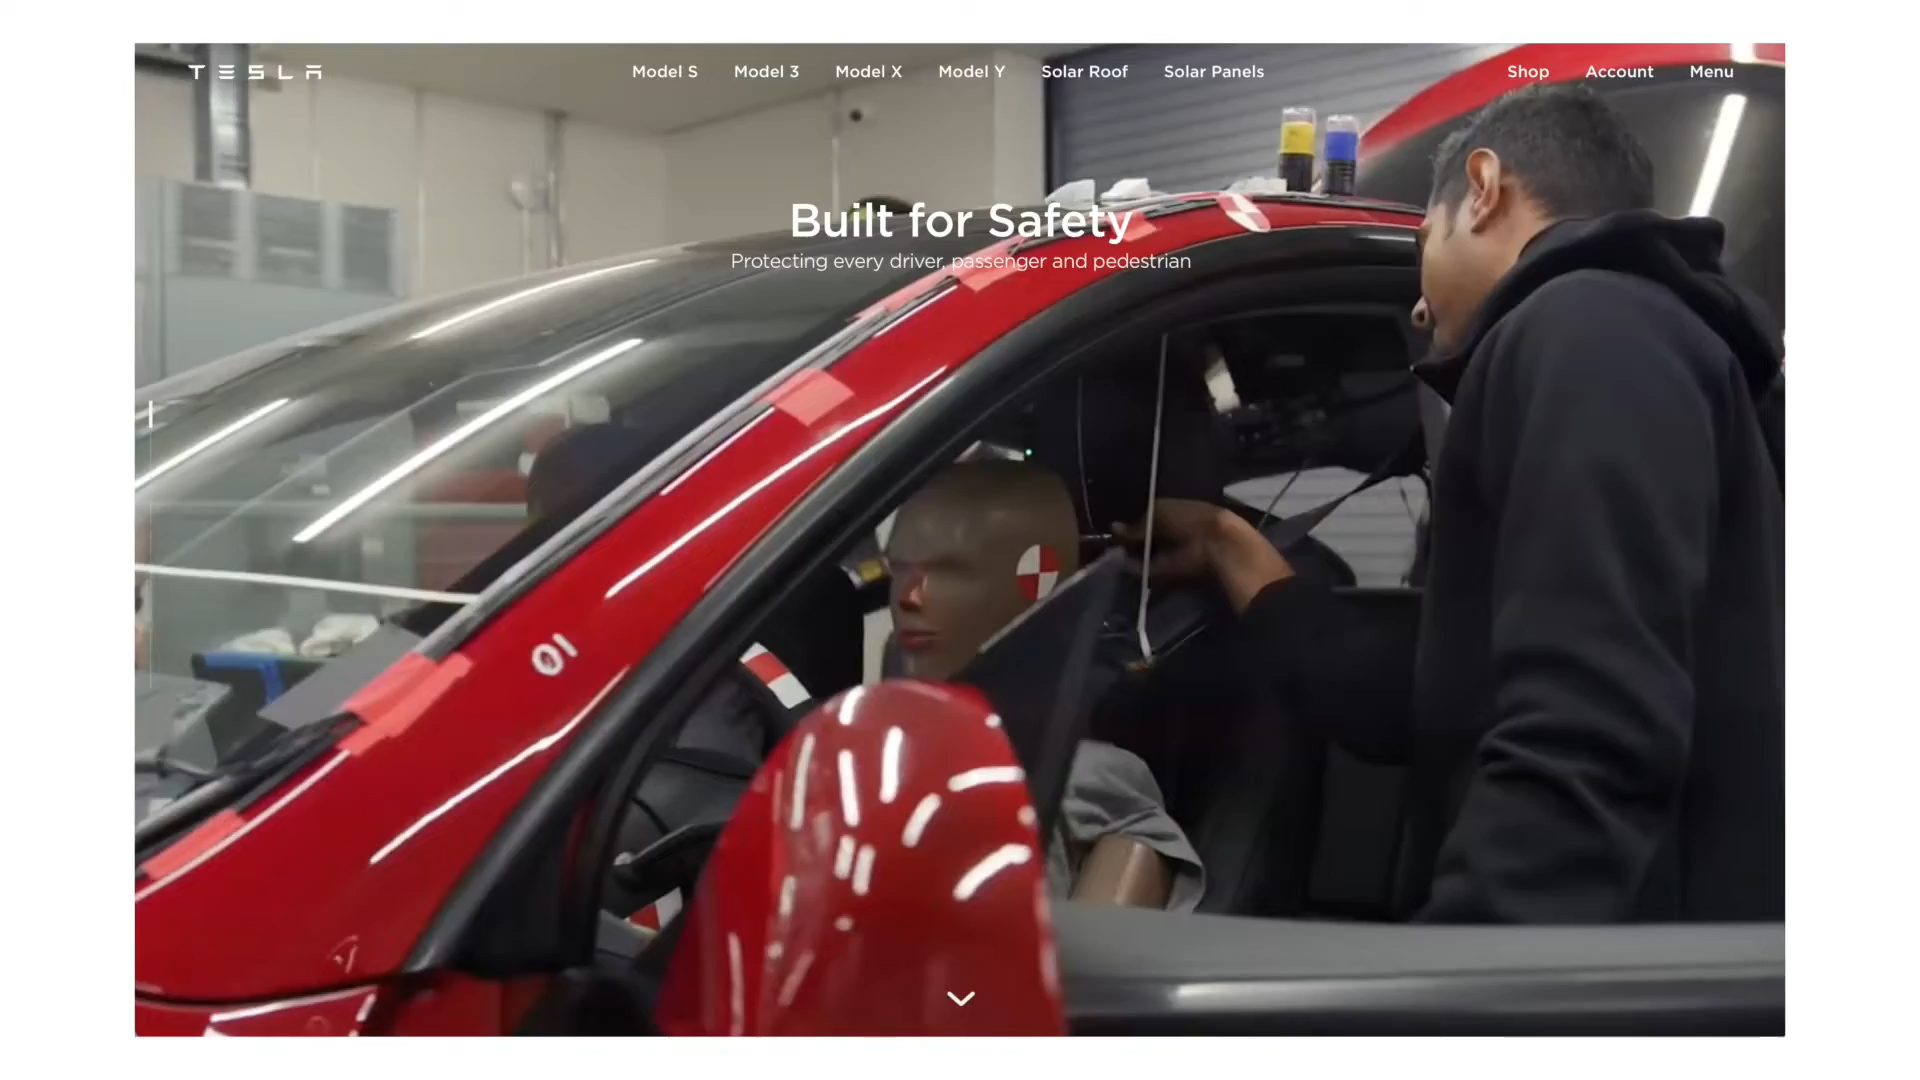 TESLA
Model S Model 3 Model X Model Y Solar Roof Solar Panels
Shop Account Menu
Built for Safety
Protecting every driver, passenger and pedestrian
01